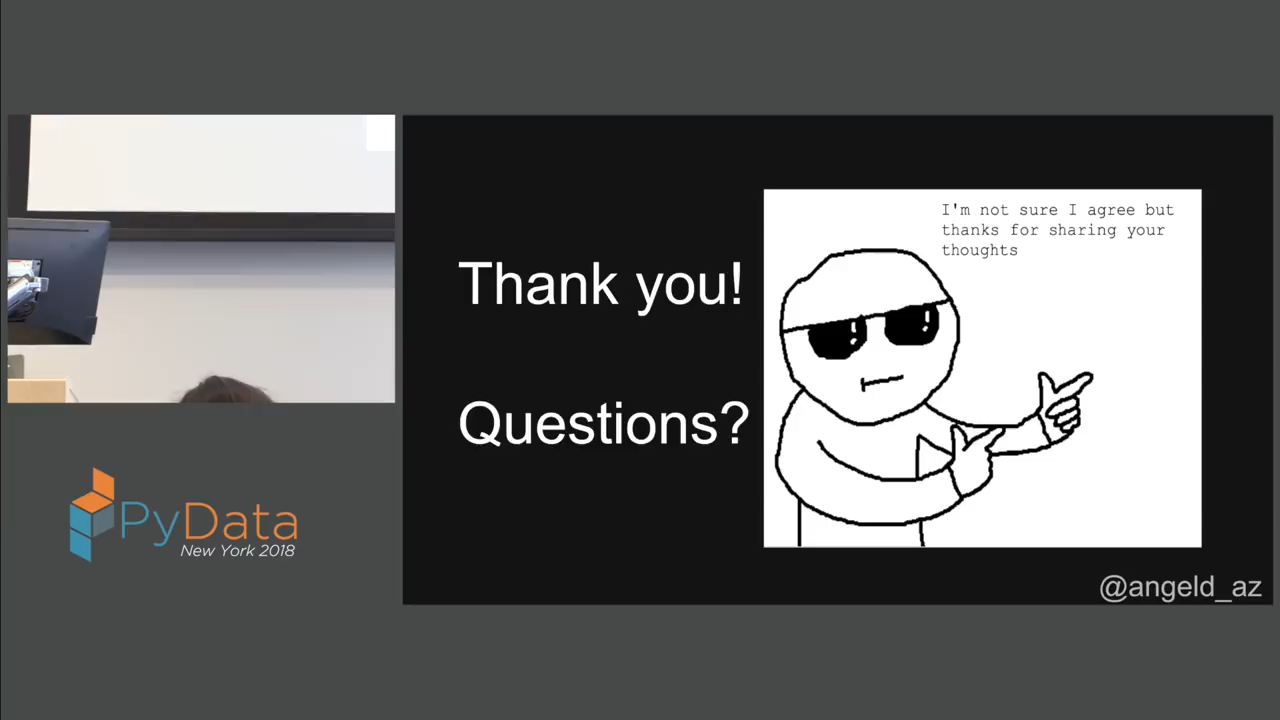 Thank you!
Questions?
I'm not sure I agree but
thanks for sharing your
thoughts
@angeld_az
PyData
New York 2018